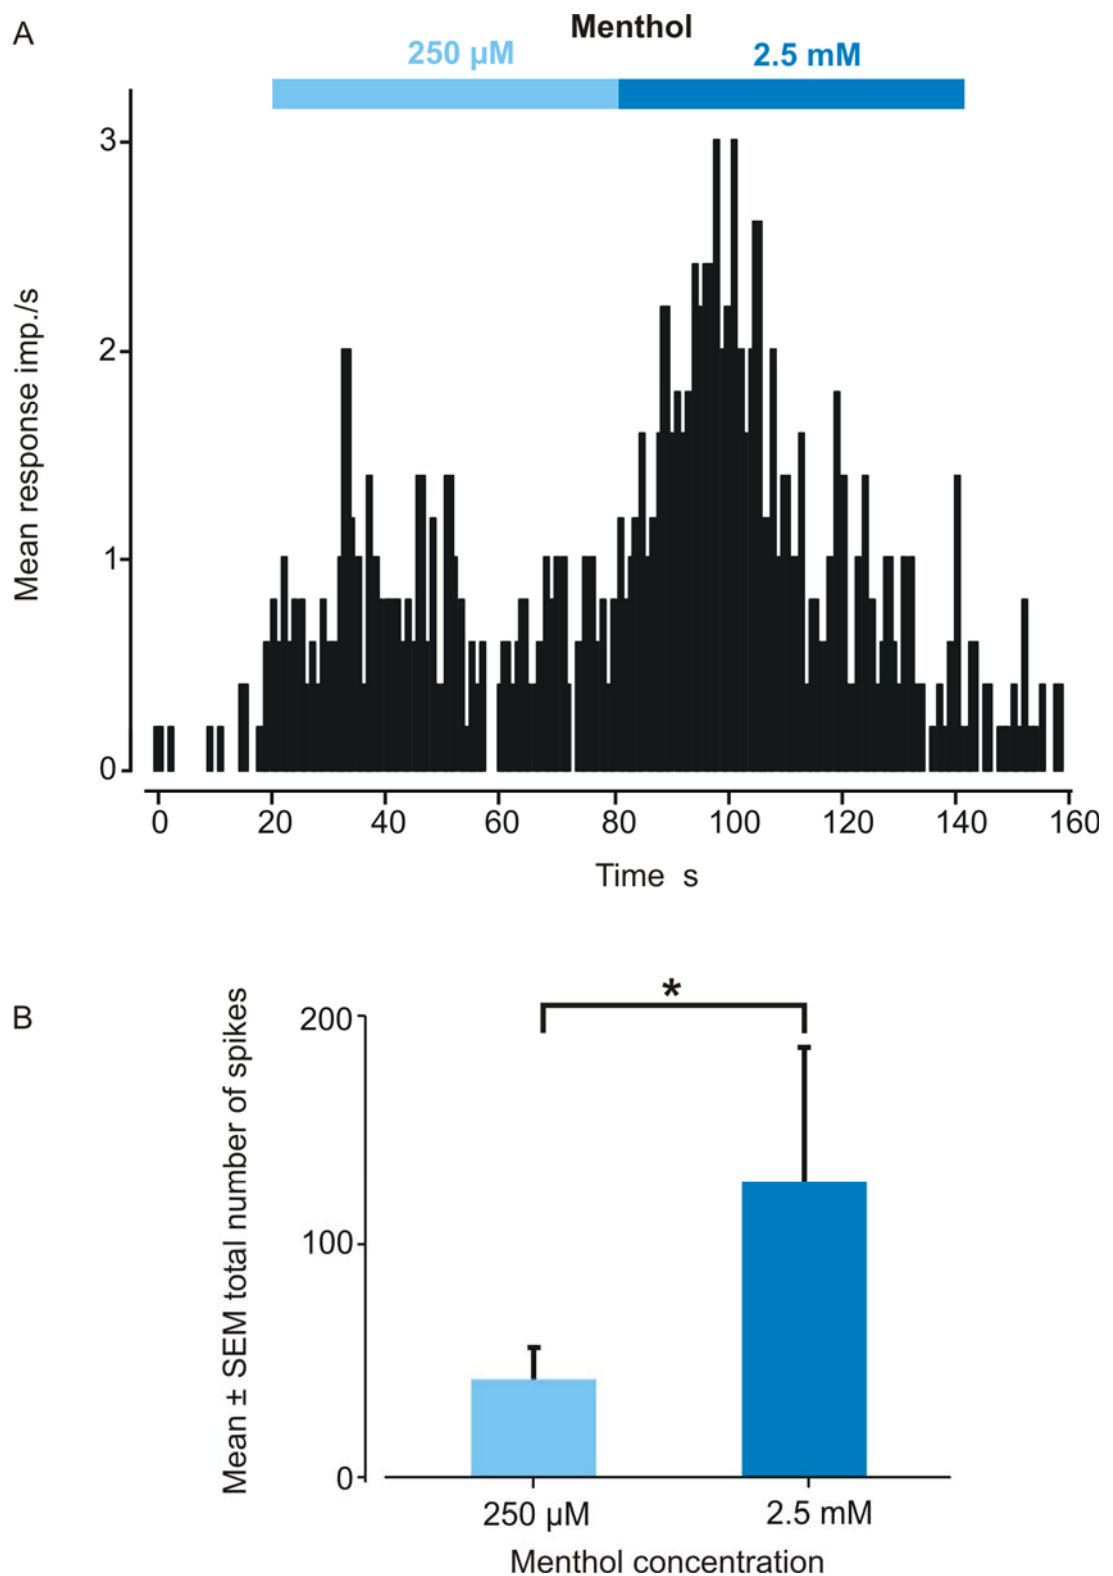 A
Menthol
250 µM
2.5 mM
Mean response imp./s
3
2
1
0
0 20 40 60 80 100 120 140 160
Time s
B
Mean ± SEM total number of spikes
200
100
0
*
250 µM 2.5 mM
Menthol concentration